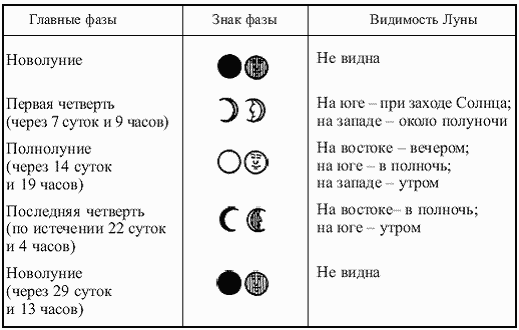 Главные фазы
Знак фазы
Видимость Луны
Новолуние
Не видна
Первая четверть
(через 7 суток и 9 часов)
На юге – при заходе Солнца;
на западе – около полуночи
Полнолуние
(через 14 суток
и 19 часов)
На востоке – вечером;
на юге – в полночь;
на западе – утром
Последняя четверть
(по истечении 22 суток
и 4 часов)
На востоке– в полночь;
на юге – утром
Новолуние
(через 29 суток
и 13 часов)
Не видна